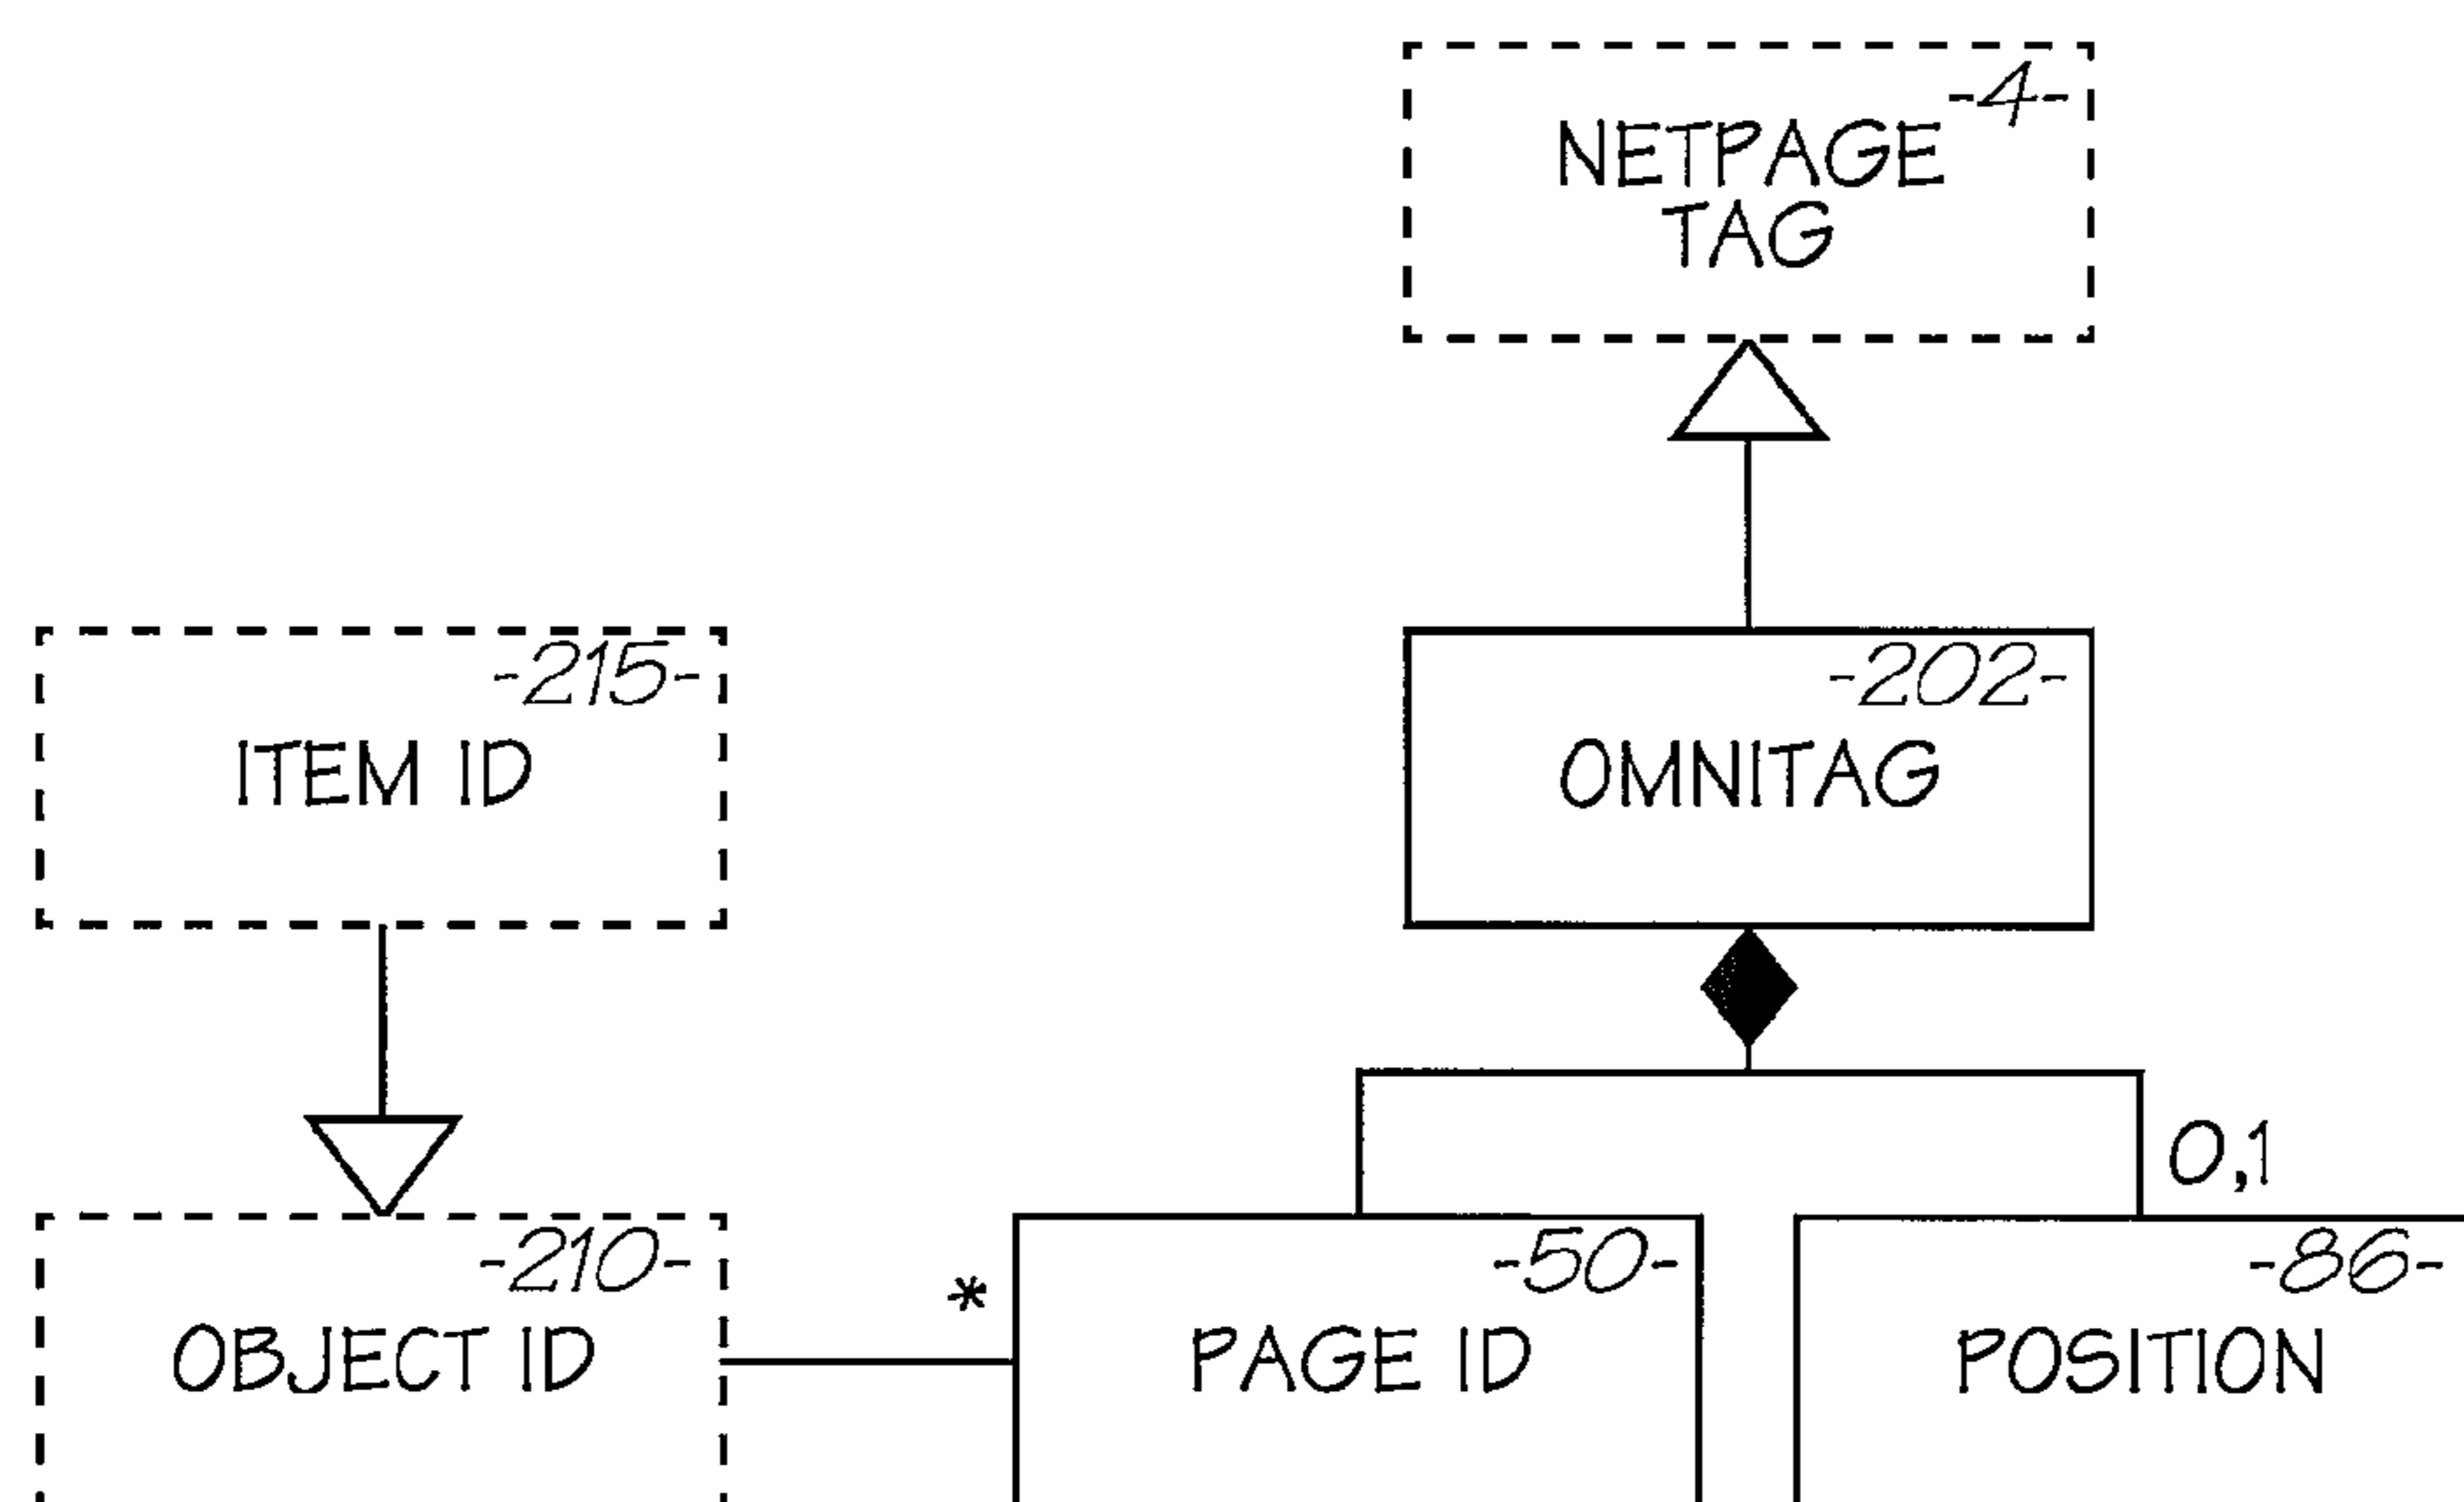 -4-
NETPAGE
TAG
-215-
ITEM ID
-202-
OMNITAG
0,1
-210-
OBJECT ID
*
-50-
PAGE ID
-86-
POSITION